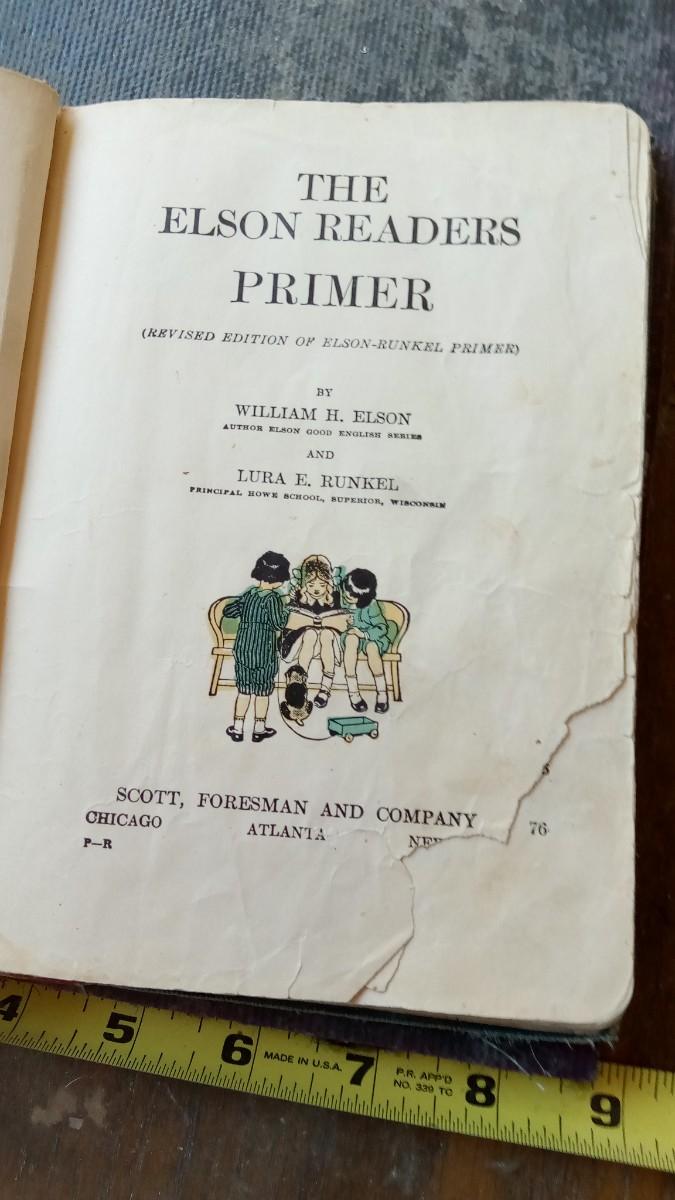 THE
ELSON READERS
PRIMER
(REVISED EDITION OF ELSON-RUNKEL PRIMER)
BY
WILLIAM H. ELSON
AUTHOR ELSON GOOD ENGLISH SERIES
AND
LURA E. RUNKEL
PRINCIPAL HOWE SCHOOL, SUPERIOR, WISCONSIN
SCOTT, FORESMAN AND COMPANY
CHICAGO ATLANTA
P—R
76
4 5 6 MADE IN U.S.A. 7 P.R. APP'D 8 9
NO. 339 TC